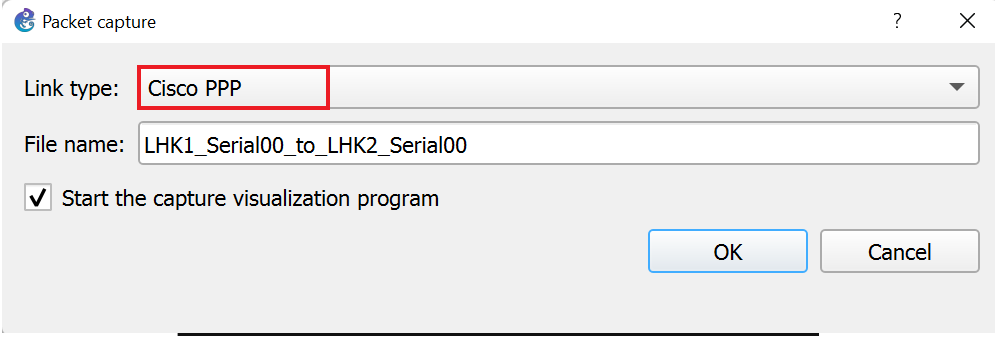 Packet capture
Link type: Cisco PPP
File name: LHK1_Serial00_to_LHK2_Serial00
Start the capture visualization program
OK Cancel